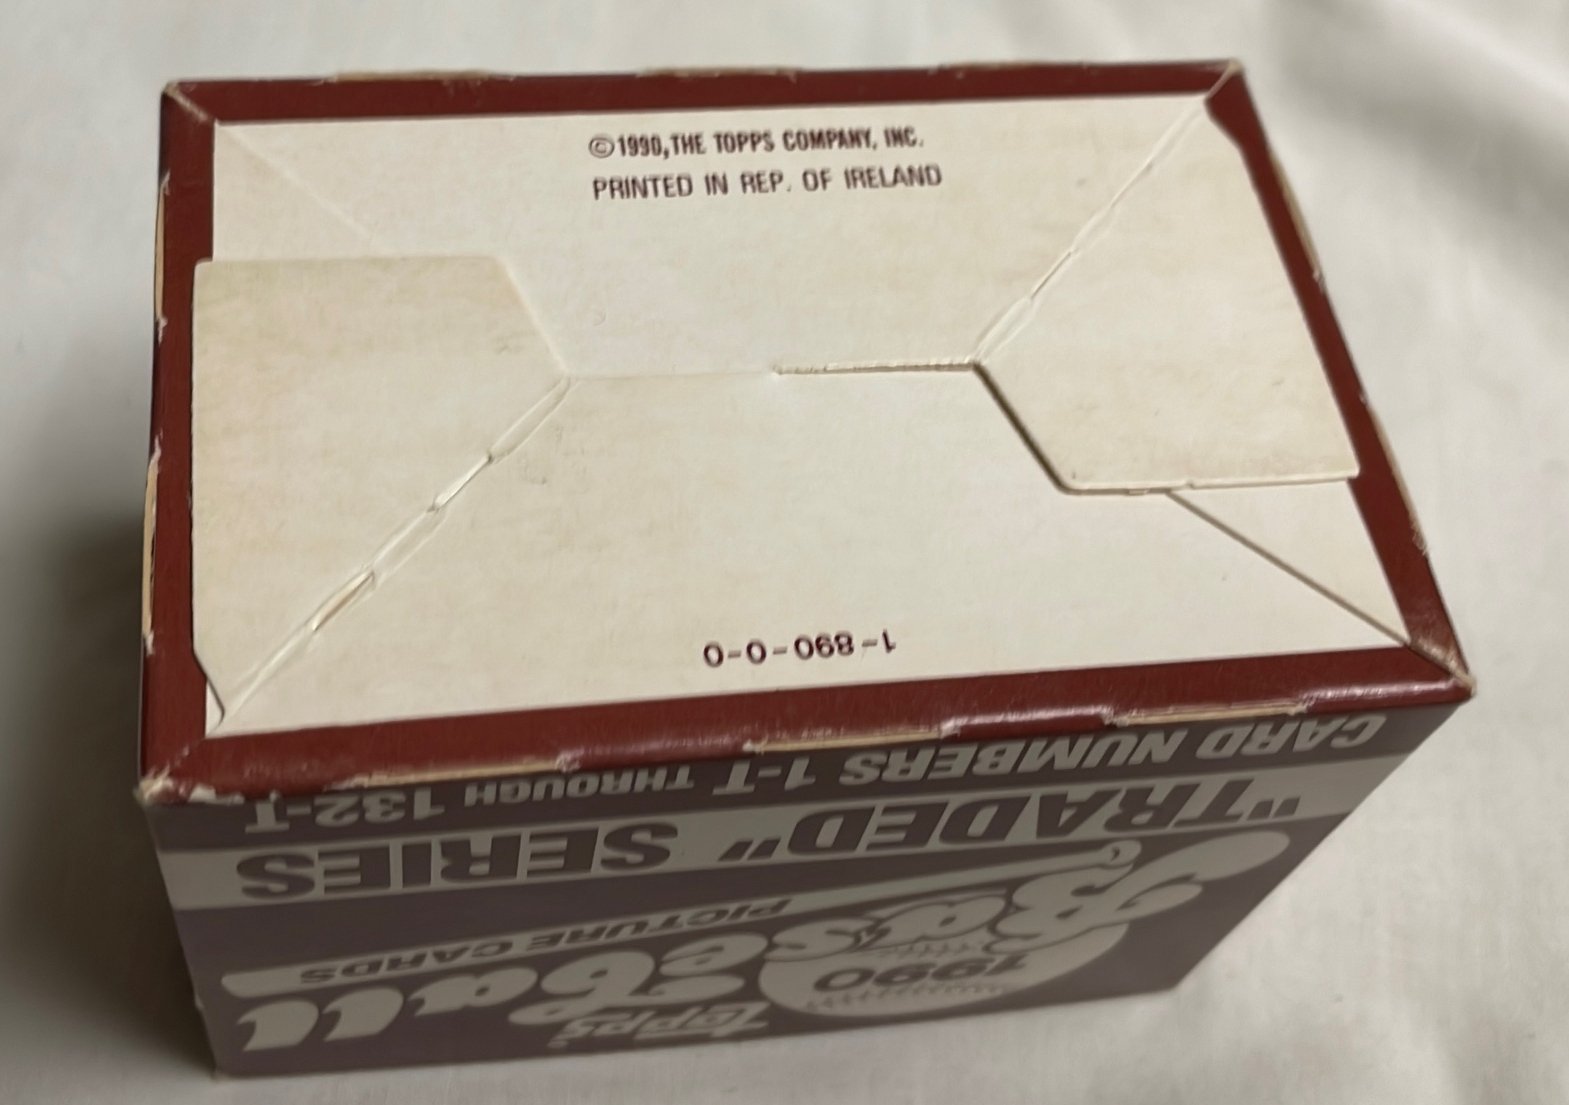 ©1990, THE TOPPS COMPANY, INC.
PRINTED IN REP. OF IRELAND
1-890-0-0
Topps
1990
Baseball
PICTURE CARDS
"TRADED" SERIES
CARD NUMBERS 1-T THROUGH 132-T